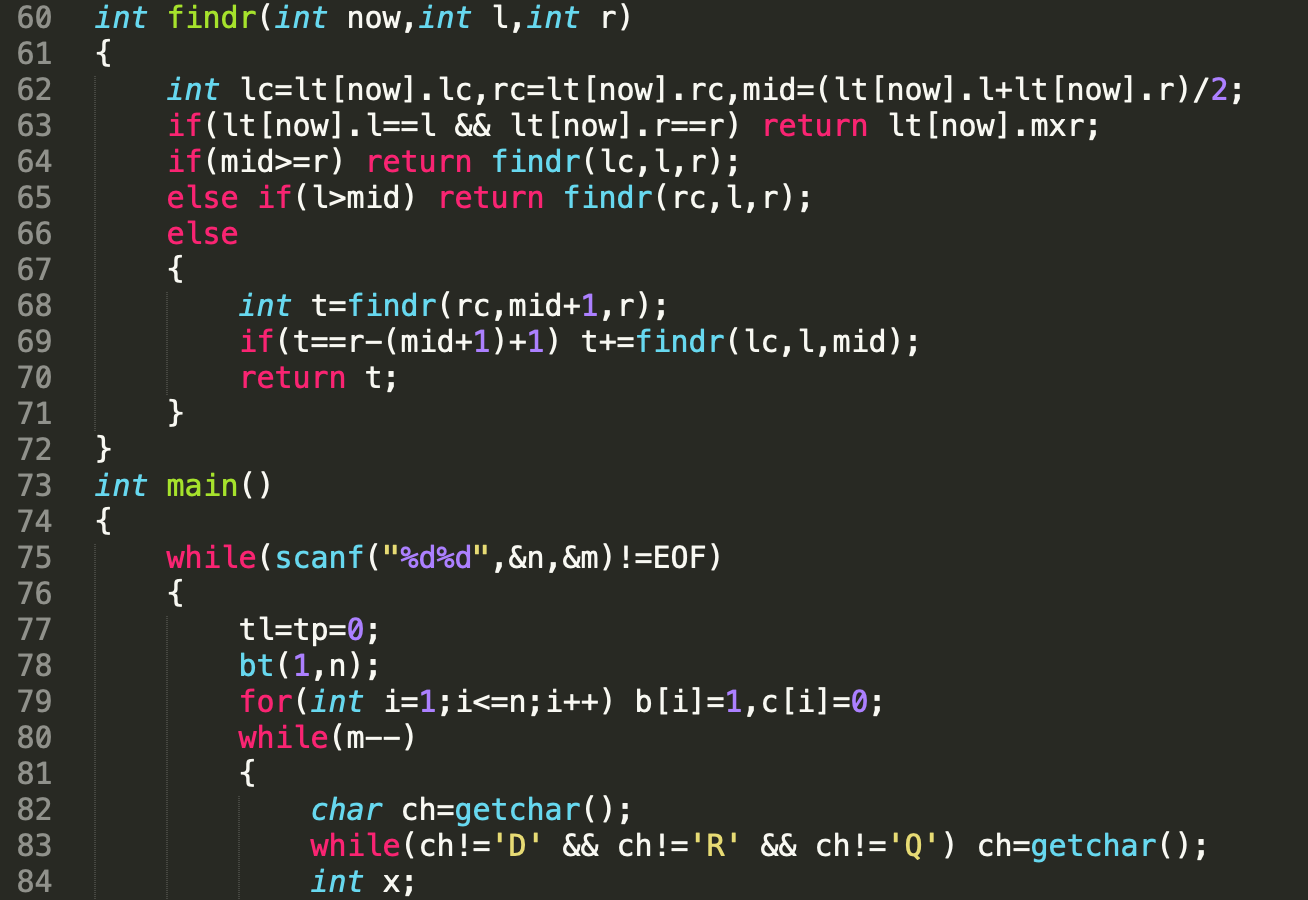 60 int findr(int now,int l,int r)
61 {
62     int lc=lt[now].lc,rc=lt[now].rc,mid=(lt[now].l+lt[now].r)/2;
63     if(lt[now].l==l && lt[now].r==r) return lt[now].mxr;
64     if(mid>=r) return findr(lc,l,r);
65     else if(l>mid) return findr(rc,l,r);
66     else
67     {
68         int t=findr(rc,mid+1,r);
69         if(t==r-(mid+1)+1) t+=findr(lc,l,mid);
70         return t;
71     }
72 }
73 int main()
74 {
75     while(scanf("%d%d",&n,&m)!=EOF)
76     {
77         tl=tp=0;
78         bt(1,n);
79         for(int i=1;i<=n;i++) b[i]=1,c[i]=0;
80         while(m--)
81         {
82             char ch=getchar();
83             while(ch!='D' && ch!='R' && ch!='Q') ch=getchar();
84             int x;